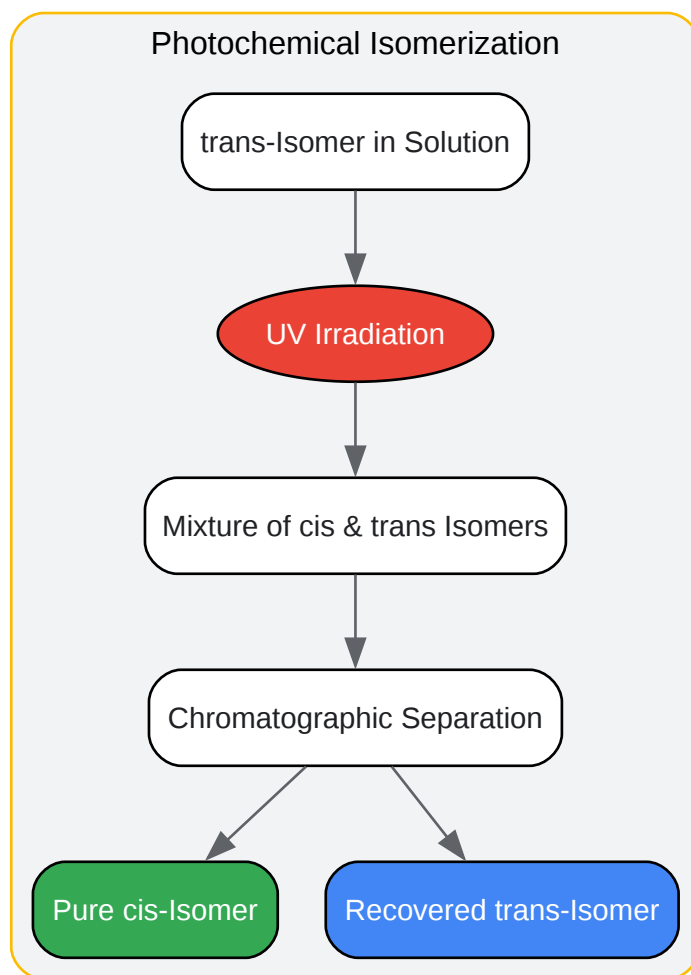 Photochemical Isomerization
trans-Isomer in Solution
UV Irradiation
Mixture of cis & trans Isomers
Chromatographic Separation
Pure cis-Isomer
Recovered trans-Isomer